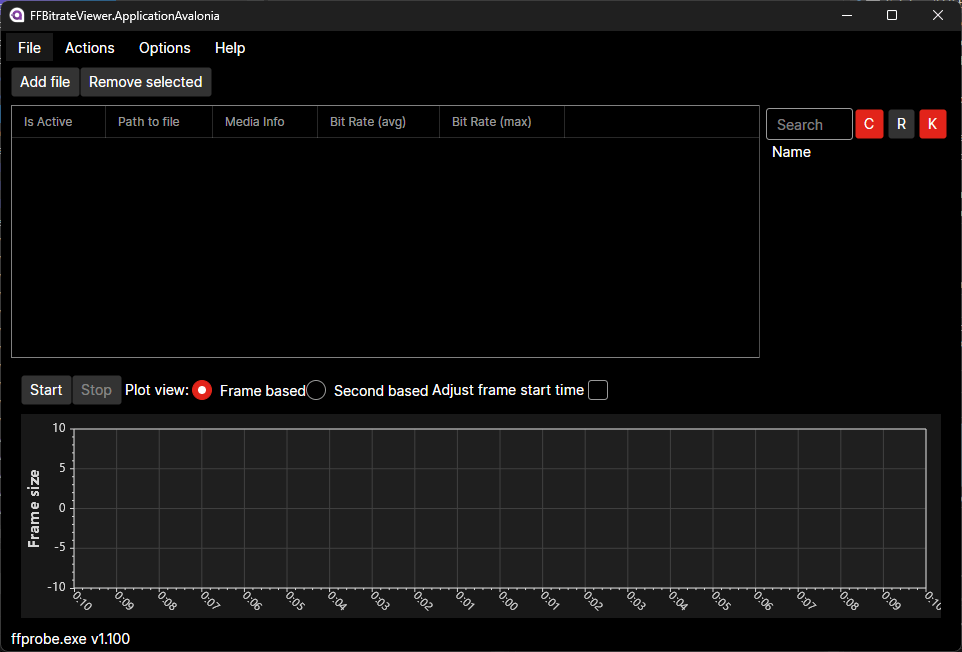 FFBitrateViewer.ApplicationAvalonia
File Actions Options Help
Add file Remove selected
Is Active Path to file Media Info Bit Rate (avg) Bit Rate (max)
Search C R K
Name
Start Stop Plot view: Frame based Second based Adjust frame start time
10
5
0
-5
-10
Frame size
0:10 0:09 0:08 0:07 0:06 0:05 0:04 0:03 0:02 0:01 0:00 0:01 0:02 0:03 0:04 0:05 0:06 0:07 0:08 0:09 0:10
ffprobe.exe v1.100